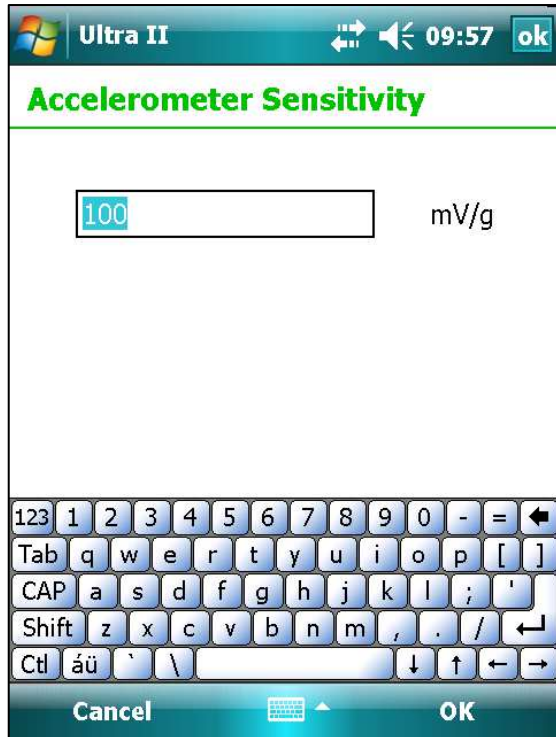 Ultra II 09:57 ok
Accelerometer Sensitivity
100 mV/g
123 1 2 3 4 5 6 7 8 9 0 - =
Tab q w e r t y u i o p [ ]
CAP a s d f g h j k l ; '
Shift z x c v b n m , . /
Ctl áü ` \
Cancel OK